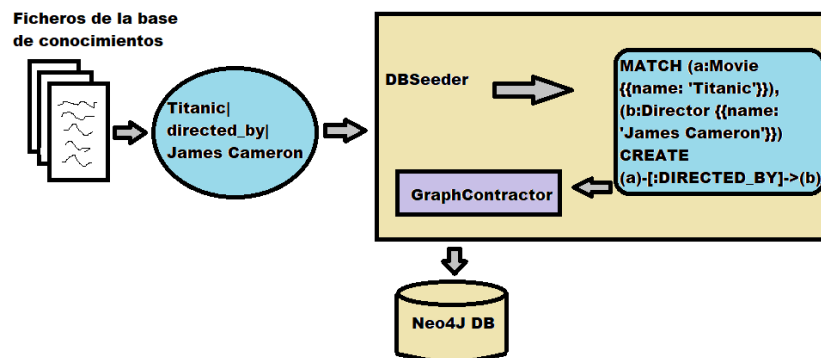 Ficheros de la base
de conocimientos
Titanic|
directed_by|
James Cameron
DBSeeder
MATCH (a:Movie
{{name: 'Titanic'}}),
(b:Director {{name:
'James Cameron'}})
CREATE
(a)-[:DIRECTED_BY]->(b)
GraphContractor
Neo4J DB